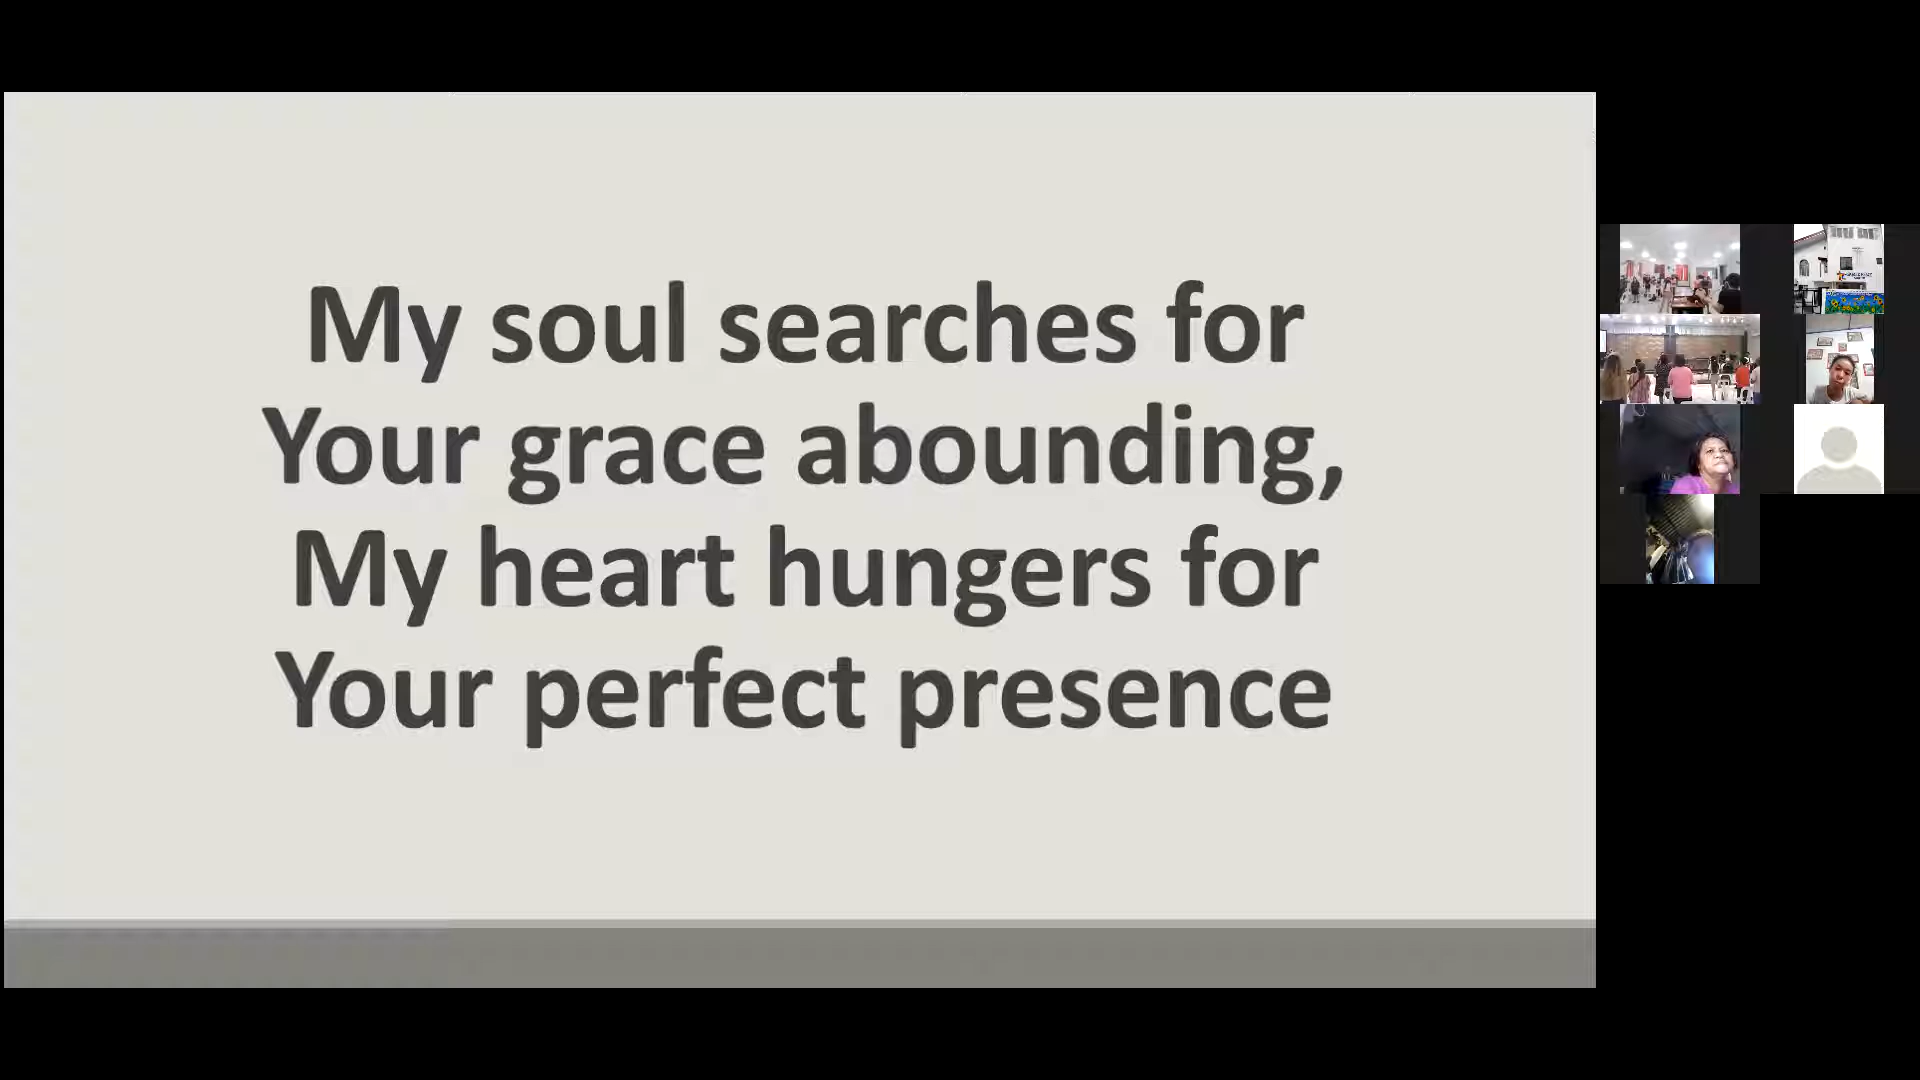 My soul searches for
Your grace abounding,
My heart hungers for
Your perfect presence